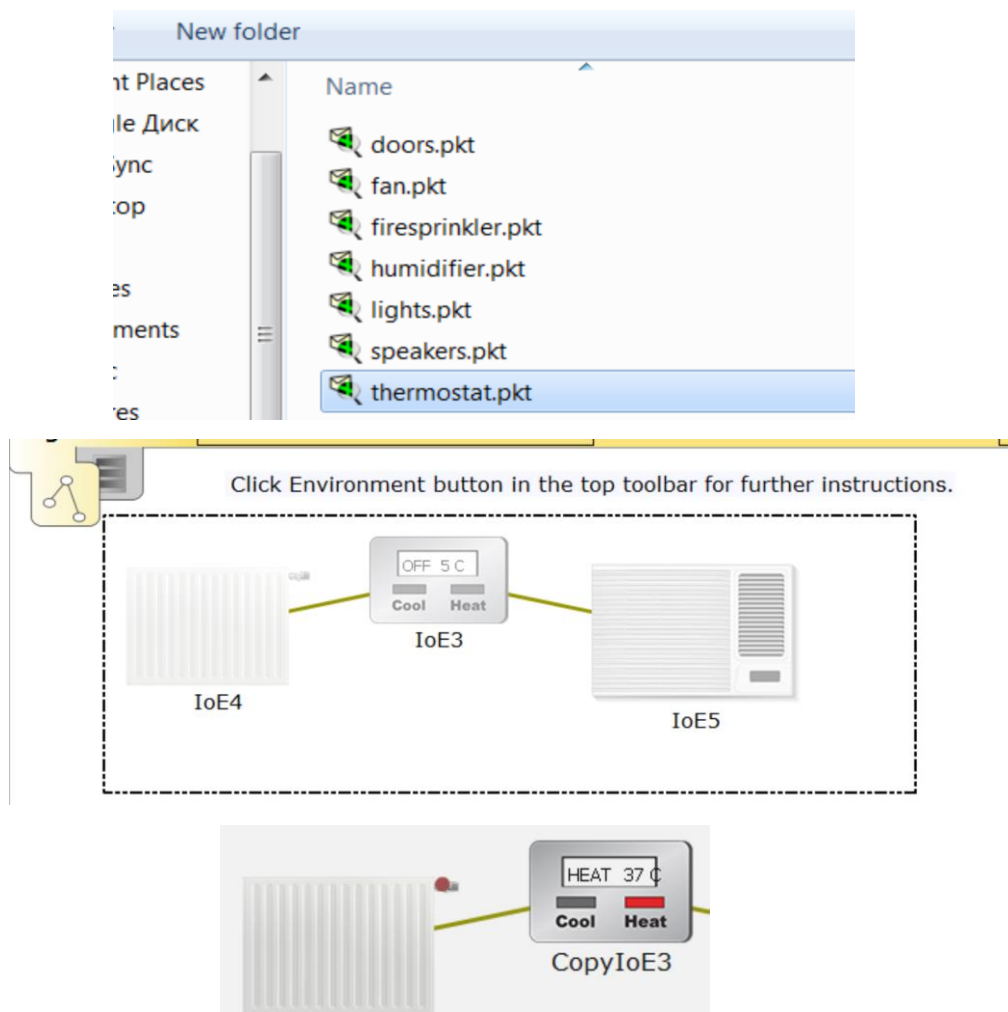 New folder
nt Places
Name
le Диск
Sync
top
doors.pkt
fan.pkt
firesprinkler.pkt
es
humidifier.pkt
ments
lights.pkt
speakers.pkt
res
thermostat.pkt
Click Environment button in the top toolbar for further instructions.
OFF 5 C
Cool Heat
IoE3
IoE4
IoE5
HEAT 37 C
Cool Heat
CopyIoE3